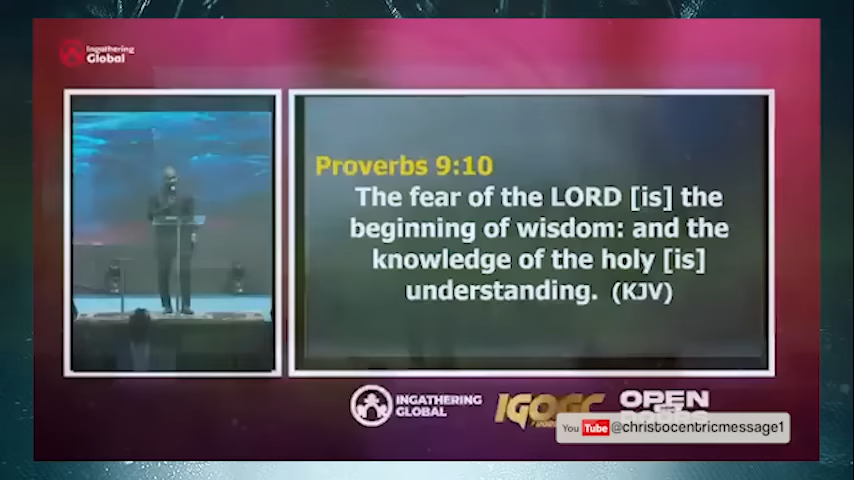 Ingathering
Global
Proverbs 9:10
The fear of the LORD [is] the
beginning of wisdom: and the
knowledge of the holy [is]
understanding. (KJV)
INGATHERING
GLOBAL
IGOGC
OPEN
DOORS
You Tube @christocentricmessage1